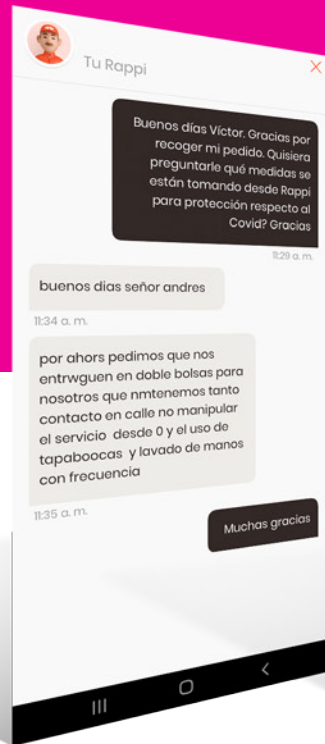 Tu Rappi
Buenos días Víctor. Gracias por
recoger mi pedido. Quisiera
preguntarle qué medidas se
están tomando desde Rappi
para protección respecto al
Covid? Gracias
11:29 a. m.
buenos dias señor andres
11:34 a. m.
por ahors pedimos que nos
entrwguen en doble bolsas para
nosotros que nmtenemos tanto
contacto en calle no manipular
el servicio desde 0 y el uso de
tapaboocas y lavado de manos
con frecuencia
11:35 a. m.
Muchas gracias